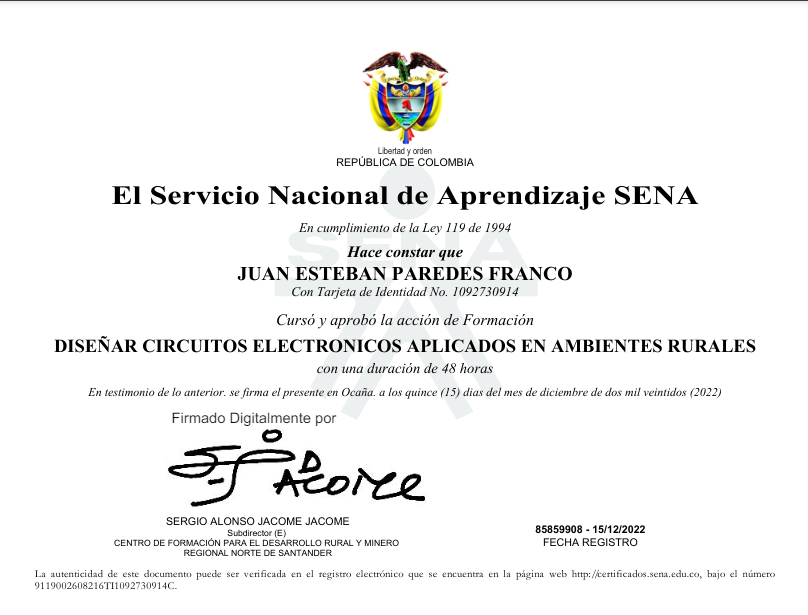 Libertad y orden
REPÚBLICA DE COLOMBIA
El Servicio Nacional de Aprendizaje SENA
En cumplimiento de la Ley 119 de 1994
SENA
Hace constar que
JUAN ESTEBAN PAREDES FRANCO
Con Tarjeta de Identidad No. 1092730914
Cursó y aprobó la acción de Formación
DISEÑAR CIRCUITOS ELECTRONICOS APLICADOS EN AMBIENTES RURALES
con una duración de 48 horas
En testimonio de lo anterior. se firma el presente en Ocaña. a los quince (15) dias del mes de diciembre de dos mil veintidos (2022)
Firmado Digitalmente por
JACOME
SERGIO ALONSO JACOME JACOME
Subdirector (E)
CENTRO DE FORMACIÓN PARA EL DESARROLLO RURAL Y MINERO
REGIONAL NORTE DE SANTANDER
85859908 - 15/12/2022
FECHA REGISTRO
La autenticidad de este documento puede ser verificada en el registro electrónico que se encuentra en la página web http://certificados.sena.edu.co, bajo el número
9119002608216TI1092730914C.